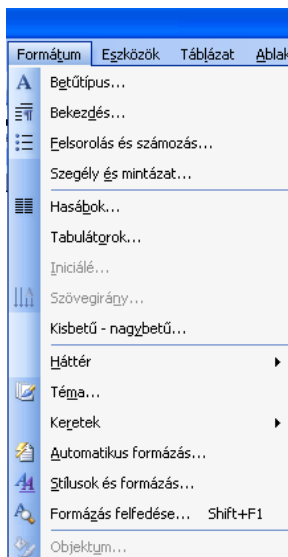 Formátum Eszközök Táblázat Ablak
Betűtípus...
Bekezdés...
Felsorolás és számozás...
Szegély és mintázat...
Hasábok...
Tabulátorok...
Iniciálé...
Szövegirány...
Kisbetű - nagybetű...
Háttér
Téma...
Keretek
Automatikus formázás...
Stílusok és formázás...
Formázás felfedése... Shift+F1
Objektum...